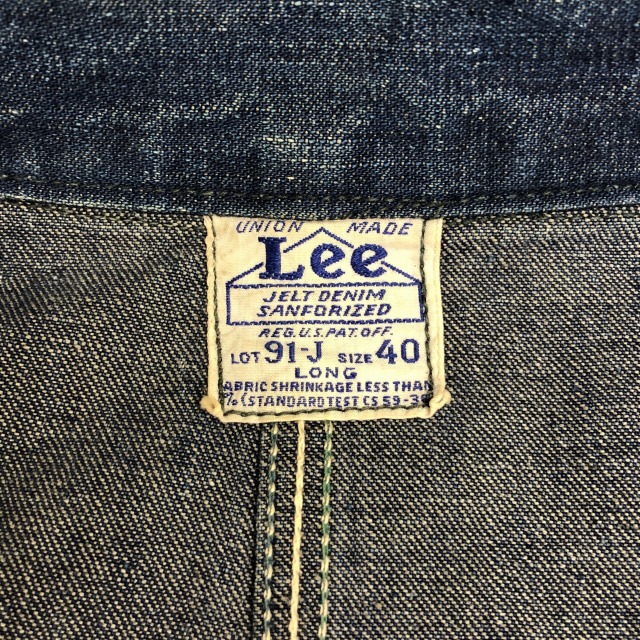 UNION MADE
Lee
JELT DENIM
SANFORIZED
REG. U.S. PAT. OFF.
LOT 91-J SIZE 40
LONG
ABRIC SHRINKAGE LESS THAN
% (STANDARD TEST CS 59-3